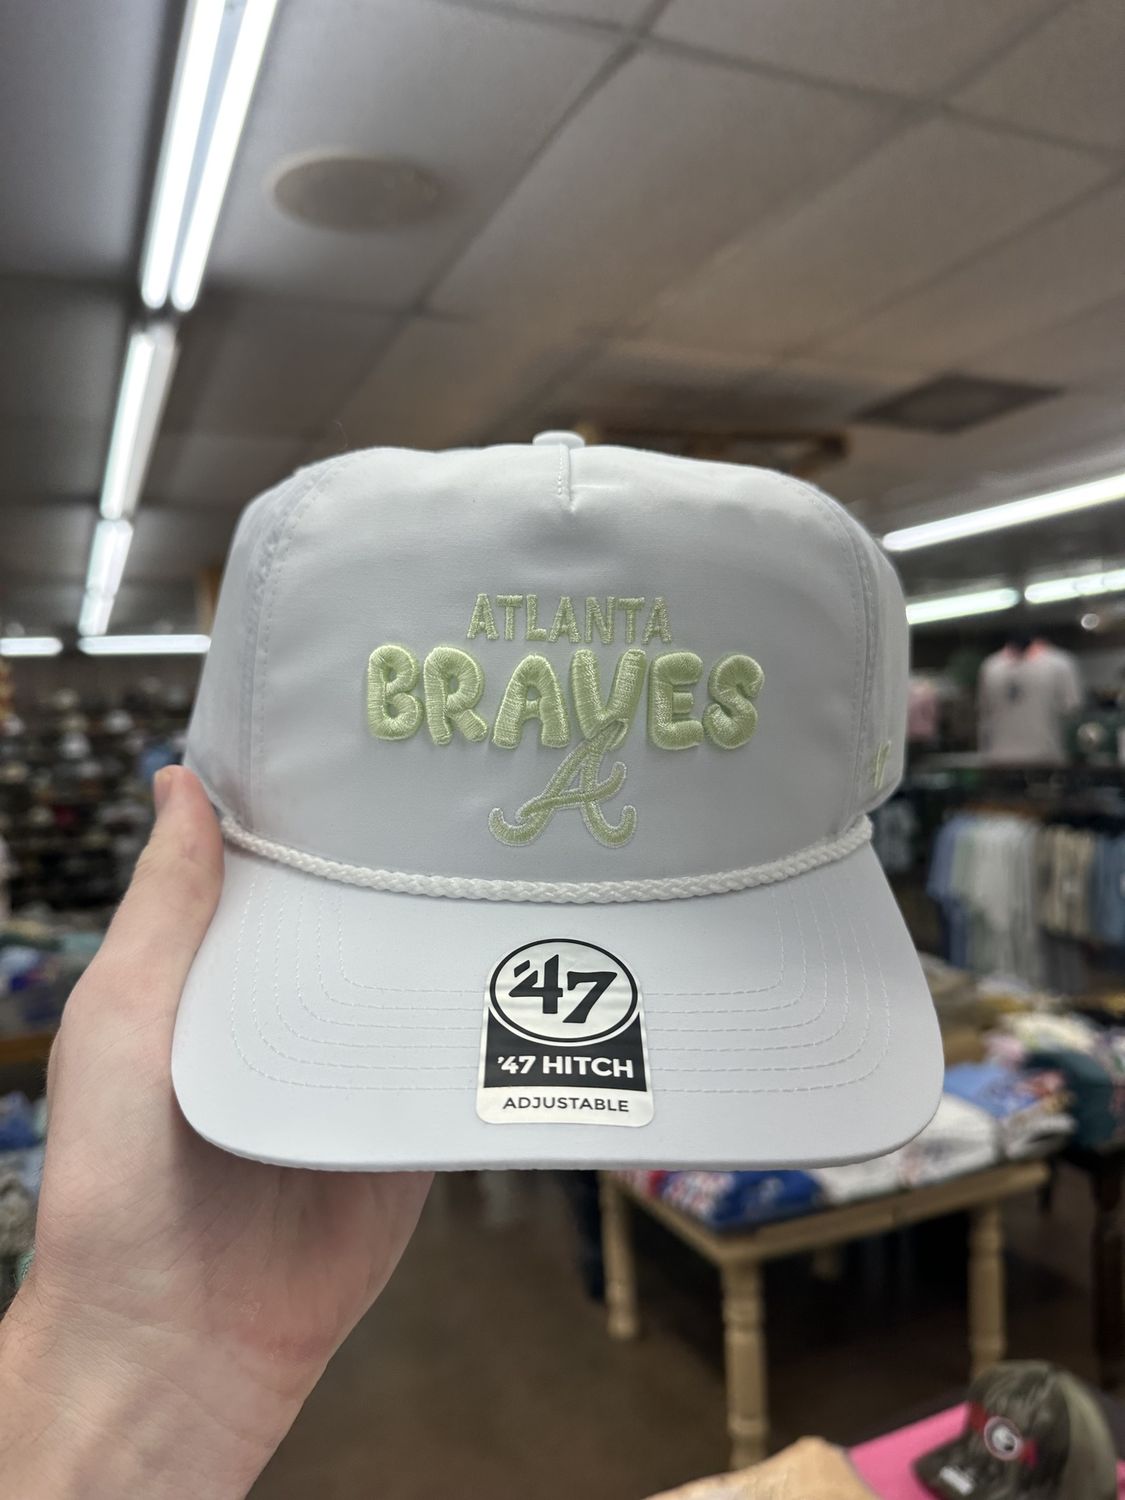 ATLANTA
BRAVES
A
'47
'47 HITCH
ADJUSTABLE